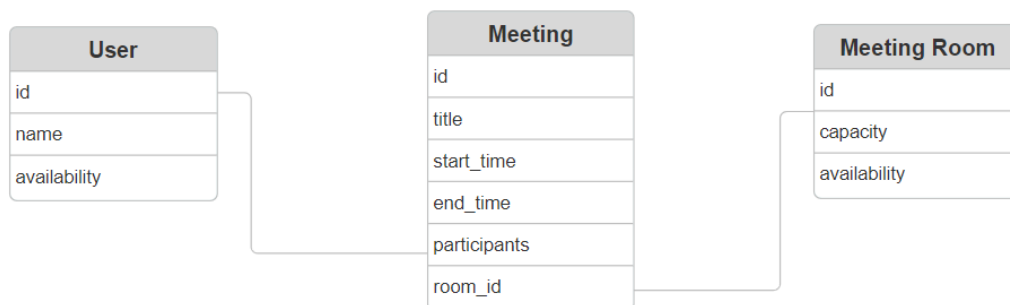 User
id
name
availability
Meeting
id
title
start_time
end_time
participants
room_id
Meeting Room
id
capacity
availability